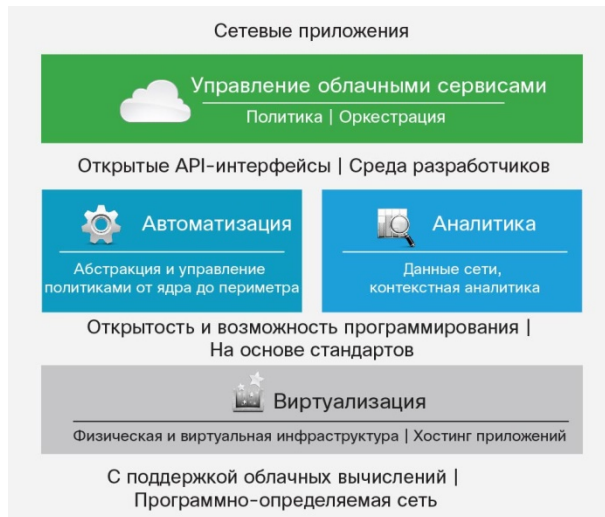 Сетевые приложения
Управление облачными сервисами
Политика | Оркестрация
Открытые API-интерфейсы | Среда разработчиков
Автоматизация
Абстракция и управление
политиками от ядра до периметра
Аналитика
Данные сети,
контекстная аналитика
Открытость и возможность программирования |
На основе стандартов
Виртуализация
Физическая и виртуальная инфраструктура | Хостинг приложений
С поддержкой облачных вычислений |
Программно-определяемая сеть